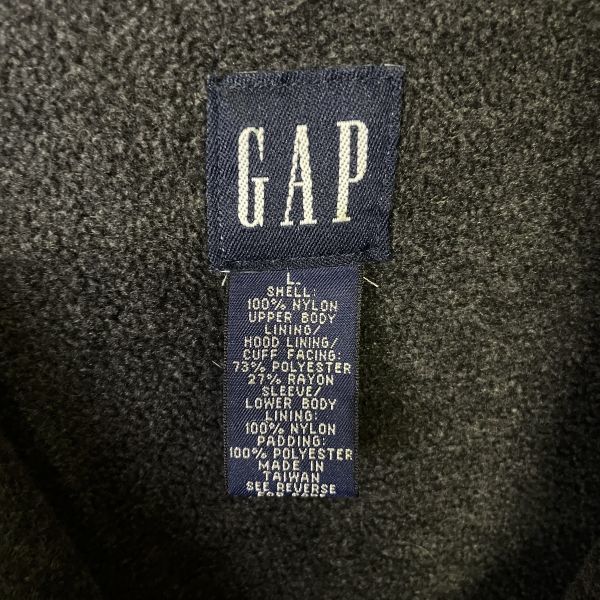 GAP
L
SHELL:
100% NYLON
UPPER BODY
LINING/
HOOD LINING/
CUFF FACING:
73% POLYESTER
27% RAYON
SLEEVE/
LOWER BODY
LINING:
100% NYLON
PADDING:
100% POLYESTER
MADE IN
TAIWAN
SEE REVERSE